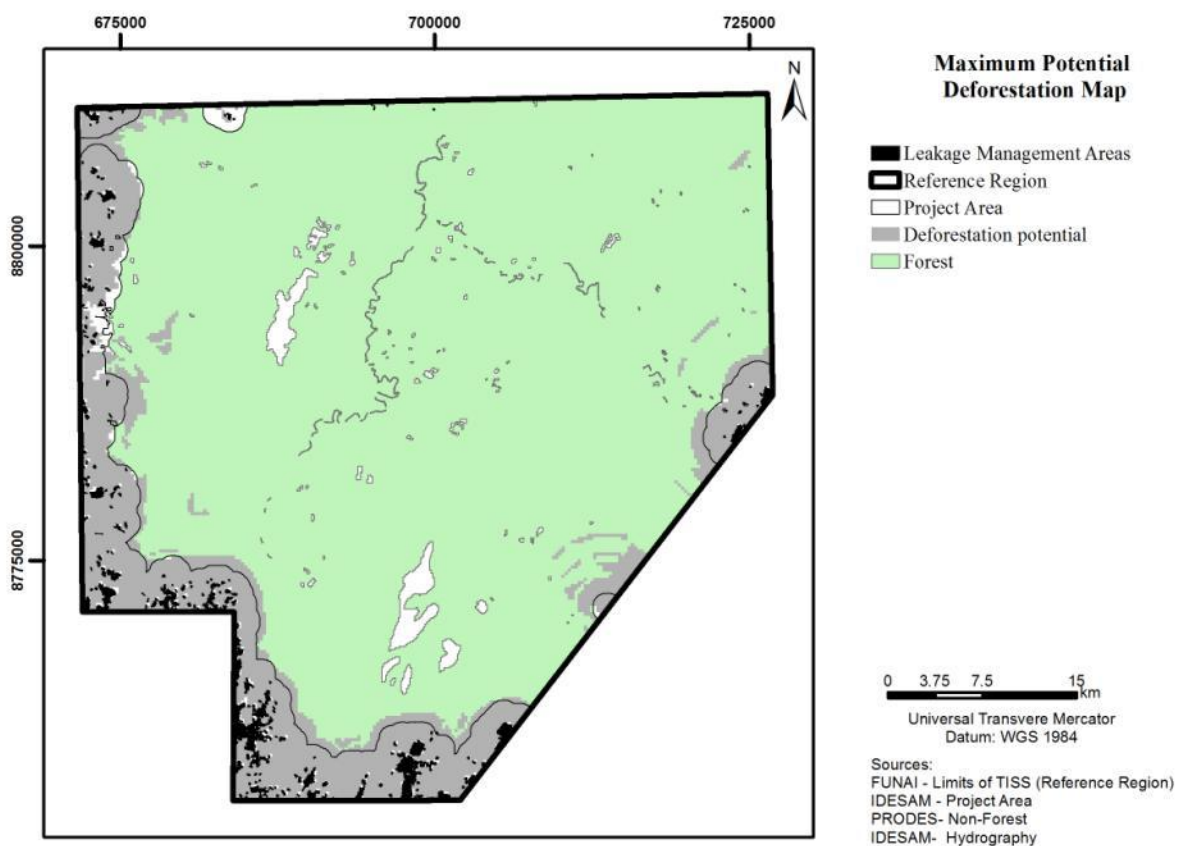 675000 700000 725000
8800000
8775000
N
Maximum Potential
Deforestation Map
Leakage Management Areas
Reference Region
Project Area
Deforestation potential
Forest
0 3.75 7.5 15
km
Universal Transvere Mercator
Datum: WGS 1984
Sources:
FUNAI - Limits of TISS (Reference Region)
IDESAM - Project Area
PRODES- Non-Forest
IDESAM- Hydrography